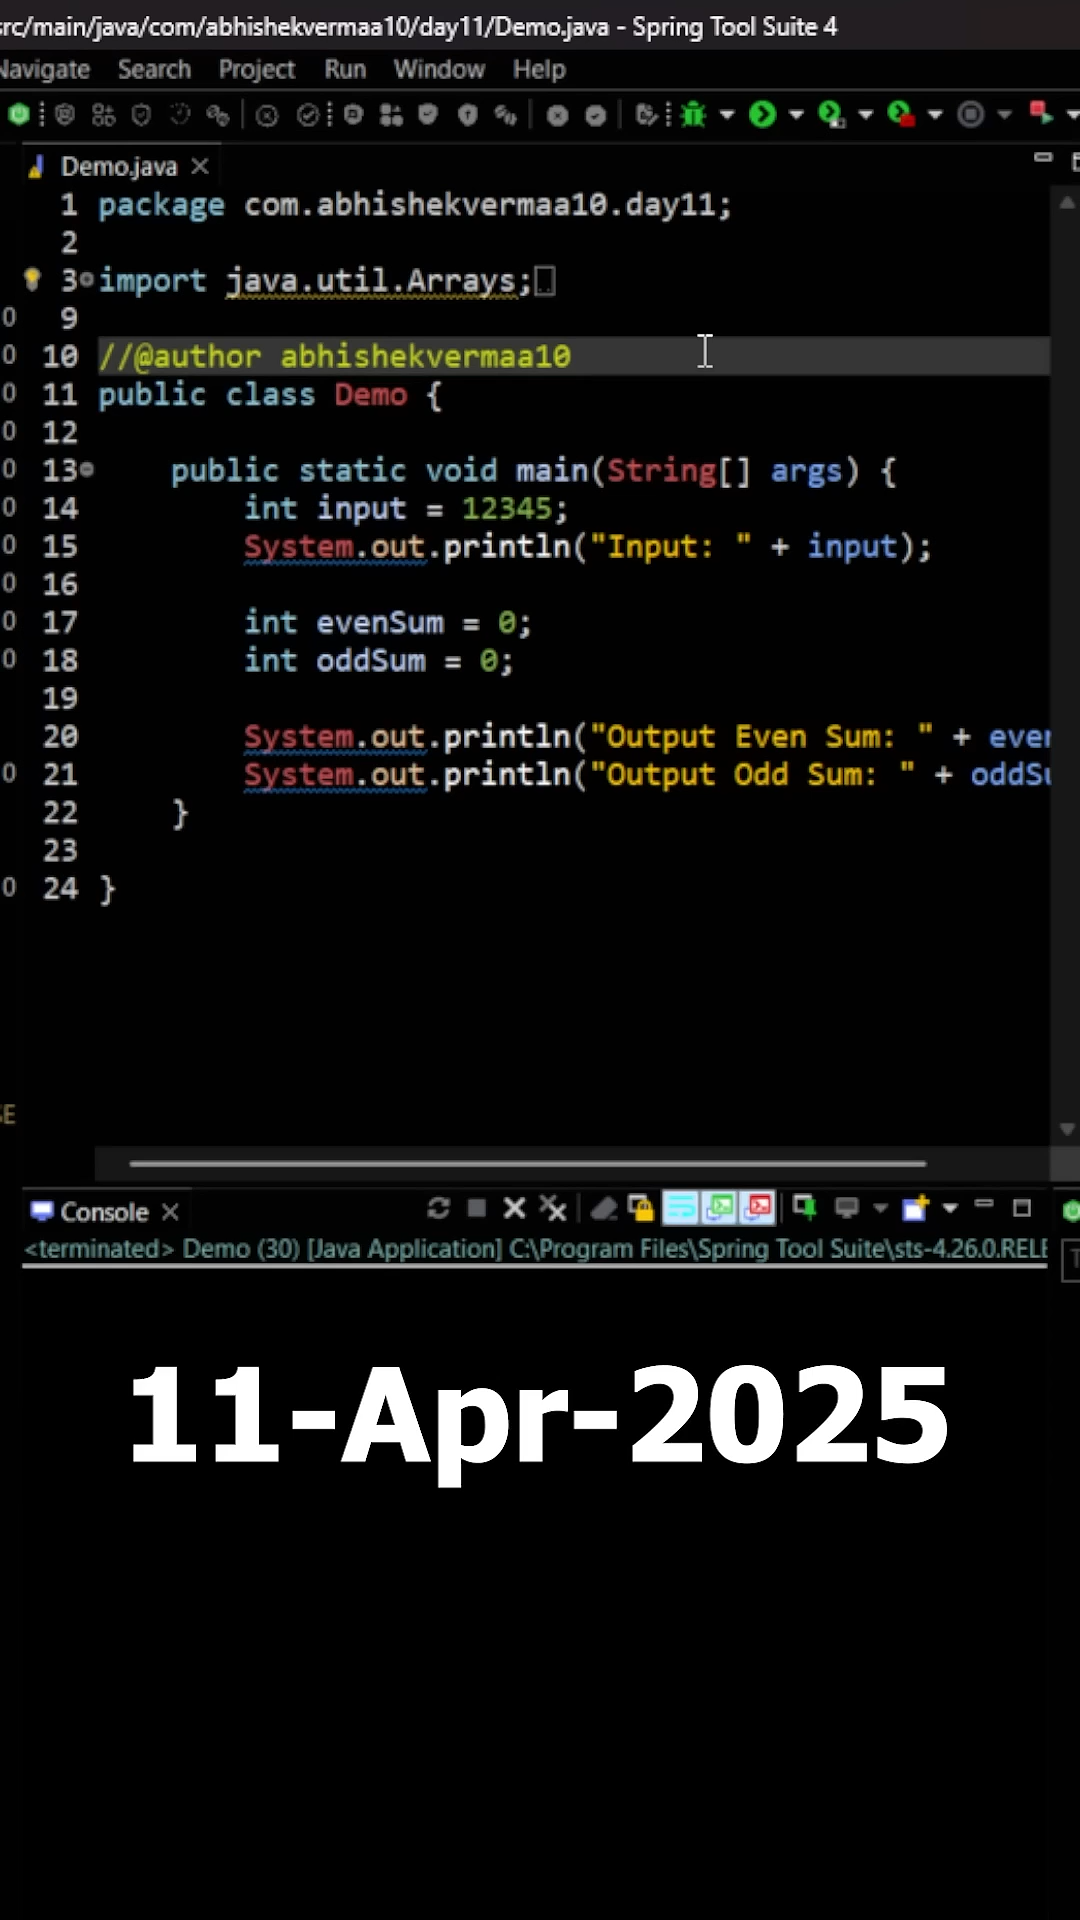 src/main/java/com/abhishekvermaa10/day11/Demo.java - Spring Tool Suite 4
Navigate Search Project Run Window Help
Demo.java
1 package com.abhishekvermaa10.day11;
2
3 import java.util.Arrays;
9
10 //@author abhishekvermaa10
11 public class Demo {
12
13 public static void main(String[] args) {
14 int input = 12345;
15 System.out.println("Input: " + input);
16
17 int evenSum = 0;
18 int oddSum = 0;
19
20 System.out.println("Output Even Sum: " + even
21 System.out.println("Output Odd Sum: " + oddSu
22 }
23
24 }
Console
<terminated> Demo (30) [Java Application] C:\Program Files\Spring Tool Suite\sts-4.26.0.RELE
11-Apr-2025